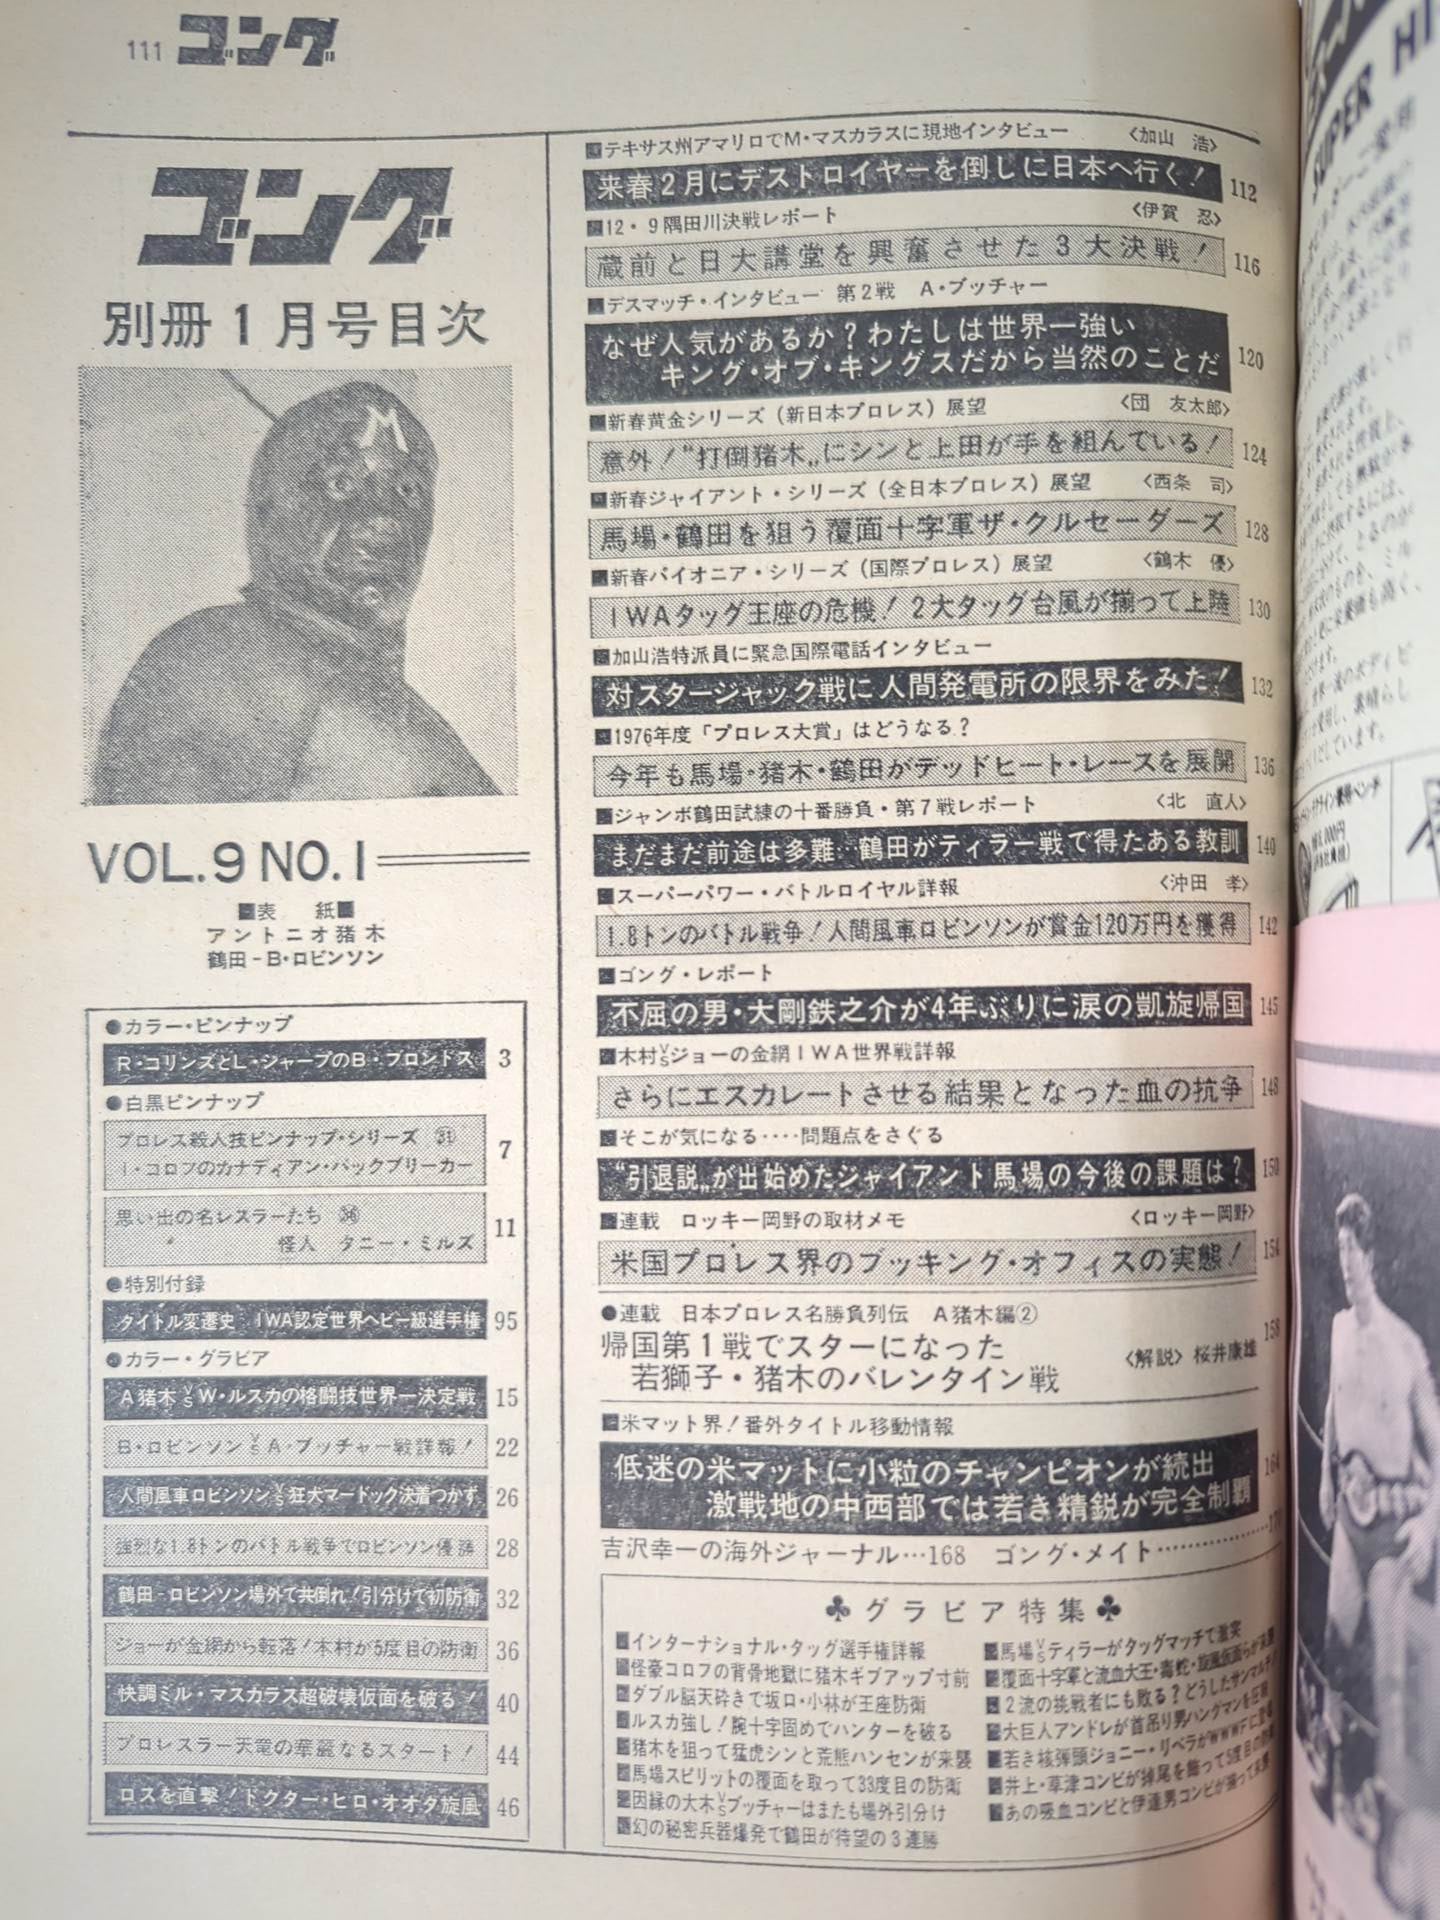 111 ゴング
ゴング
別冊1月号目次
VOL.9 NO.1
■表　紙■
アントニオ猪木
鶴田-B・ロビンソン
●カラー・ピンナップ
R・コリンズとL・シャープのB・ブロンドス 3
●白黒ピンナップ
プロレス殺人技ピンナップ・シリーズ ㉛
I・コロフのカナディアン・バックブリーカー 7
思い出の名レスラーたち ㊱
怪人　タニー・ミルズ 11
●特別付録
タイトル変遷史　IWA認定世界ヘビー級選手権 95
●カラー・グラビア
A猪木VSW・ルスカの格闘技世界一決定戦 15
B・ロビンソンVSA・ブッチャー戦詳報！ 22
人間風車ロビンソンVS狂犬マードック決着つかず 26
強烈な1.8トンのバトル戦争でロビンソン優勝 28
鶴田-ロビンソン場外で共倒れ！引分けで初防衛 32
ジョーが金網から転落！木村が5度目の防衛 36
快調ミル・マスカラス超破壊仮面を破る！ 40
プロレスラー天竜の華麗なるスタート！ 44
ロスを直撃！ドクター・ヒロ・オオタ旋風 46
■テキサス州アマリロでM・マスカラスに現地インタビュー　〈加山　浩〉
来春2月にデストロイヤーを倒しに日本へ行く！ 112
■12・9隅田川決戦レポート　〈伊賀　忍〉
蔵前と日大講堂を興奮させた3大決戦！ 116
■デスマッチ・インタビュー　第2戦　A・ブッチャー
なぜ人気があるか？わたしは世界一強い
キング・オブ・キングスだから当然のことだ 120
■新春黄金シリーズ（新日本プロレス）展望　〈団　友太郎〉
意外！“打倒猪木„にシンと上田が手を組んでいる！ 124
■新春ジャイアント・シリーズ（全日本プロレス）展望　〈西条　司〉
馬場・鶴田を狙う覆面十字軍ザ・クルセーダーズ 128
■新春パイオニア・シリーズ（国際プロレス）展望　〈鶴木　優〉
IWAタッグ王座の危機！2大タッグ台風が揃って上陸 130
■加山浩特派員に緊急国際電話インタビュー
対スタージャック戦に人間発電所の限界をみた！ 132
■1976年度「プロレス大賞」はどうなる？
今年も馬場・猪木・鶴田がデッドヒート・レースを展開 136
■ジャンボ鶴田試練の十番勝負・第7戦レポート　〈北　直人〉
まだまだ前途は多難…鶴田がテイラー戦で得たある教訓 140
■スーパーパワー・バトルロイヤル詳報　〈沖田　孝〉
1.8トンのバトル戦争！人間風車ロビンソンが賞金120万円を獲得 142
■ゴング・レポート
不屈の男・大剛鉄之介が4年ぶりに涙の凱旋帰国 145
■木村VSジョーの金網IWA世界戦詳報
さらにエスカレートさせる結果となった血の抗争 148
■そこが気になる‥‥問題点をさぐる
“引退説„が出始めたジャイアント馬場の今後の課題は？ 150
■連載　ロッキー岡野の取材メモ　〈ロッキー岡野〉
米国プロレス界のブッキング・オフィスの実態！ 154
●連載　日本プロレス名勝負列伝　A猪木編②
帰国第1戦でスターになった
若獅子・猪木のバレンタイン戦　〈解説〉桜井康雄 158
■米マット界！番外タイトル移動情報
低迷の米マットに小粒のチャンピオンが続出
激戦地の中西部では若き精鋭が完全制覇 164
吉沢幸一の海外ジャーナル…168　ゴング・メイト
♣グラビア特集♣
■インターナショナル・タッグ選手権詳報
■怪豪コロフの背骨地獄に猪木ギブアップ寸前
■ダブル脳天砕きで坂口・小林が王座防衛
■ルスカ強し！腕十字固めでハンターを破る
■猪木を狙って猛虎シンと荒熊ハンセンが来襲
■馬場スピリットの覆面を取って33度目の防衛
■因縁の大木VSブッチャーはまたも場外引分け
■幻の秘密兵器爆発で鶴田が待望の3連勝
■馬場VSテイラーがタッグマッチで激突
■覆面十字軍と流血大王・毒蛇・旋風仮面らが来襲
■2流の挑戦者にも敗る？どうしたサンマルチノ
■大巨人アンドレが首吊り男ハングマンを圧殺
■若き核弾頭ジョニー・リベラがWWWFに登場
■井上・草津コンビが掉尾を飾って5度目の防衛
■あの吸血コンビと伊達男コンビが揃って来襲
SUPER HI